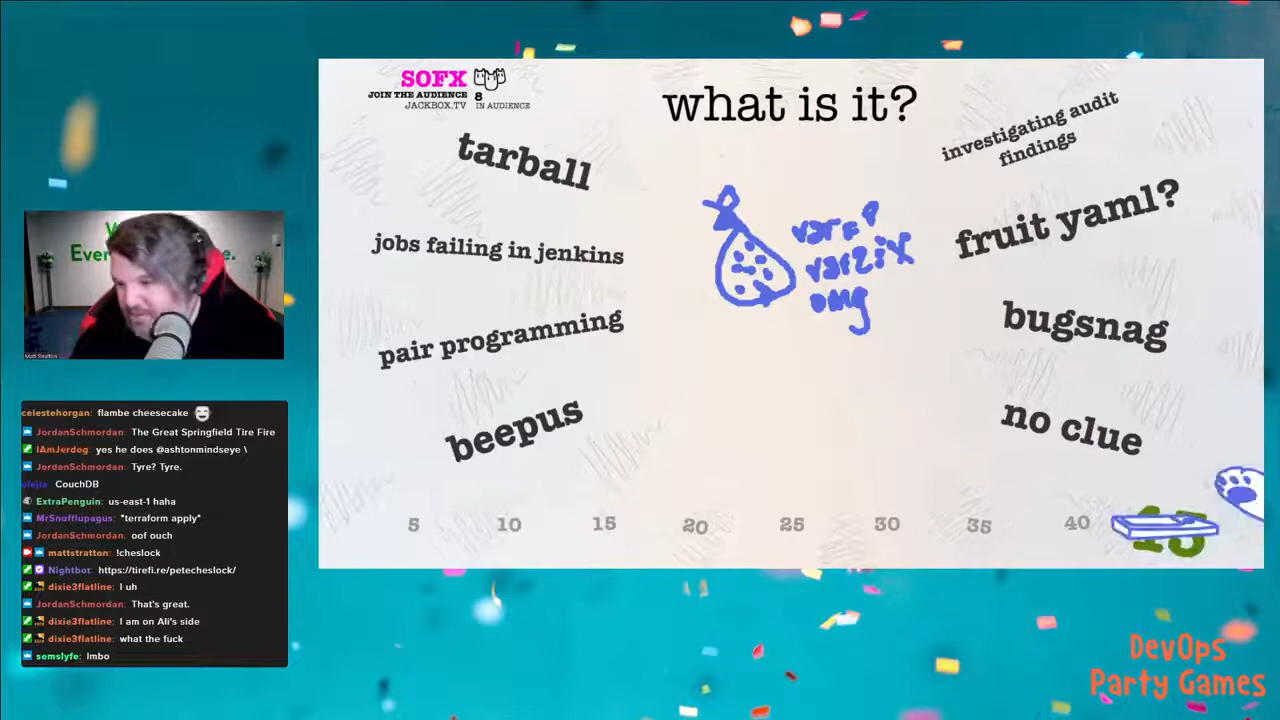 SOFX
JOIN THE AUDIENCE
JACKBOX.TV
8
IN AUDIENCE
what is it?
tarball
investigating audit
findings
jobs failing in jenkins
fruit yaml?
pair programming
bugsnag
beepus
no clue
omg
5 10 15 20 25 30 35 40
Matt Stratton
celestehorgan: flambe cheesecake
JordanSchmordan: The Great Springfield Tire Fire
IAmJerdog: yes he does @ashtonmindseye \
JordanSchmordan: Tyre? Tyre.
CouchDB
ExtraPenguin: us-east-1 haha
MrSnufflupagus: "terraform apply"
JordanSchmordan: oof ouch
mattstratton: !cheslock
Nightbot: https://tirefi.re/petecheslock/
dixie3flatline: I uh
JordanSchmordan: That's great.
dixie3flatline: I am on Ali's side
dixie3flatline: what the fuck
semslyfe: lmbo
DevOps
Party Games